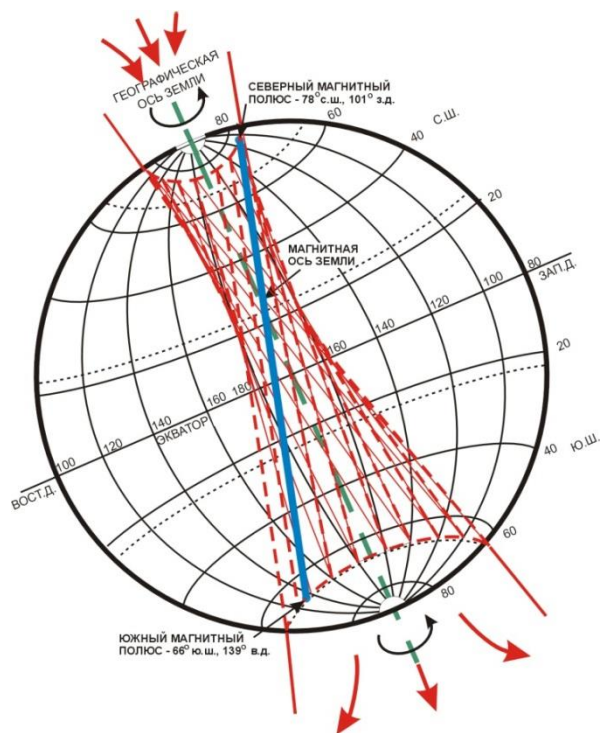 ГЕОГРАФИЧЕСКАЯ
ОСЬ ЗЕМЛИ
СЕВЕРНЫЙ МАГНИТНЫЙ
ПОЛЮС - 78° с.ш., 101° з.д.
80
60
40
С.Ш.
20
МАГНИТНАЯ
ОСЬ ЗЕМЛИ
80
ЗАП.Д.
100
120
140
160
180
160
140
120
100
ЭКВАТОР
ВОСТ.Д.
20
40
Ю.Ш.
60
80
ЮЖНЫЙ МАГНИТНЫЙ
ПОЛЮС - 66° ю.ш., 139° в.д.